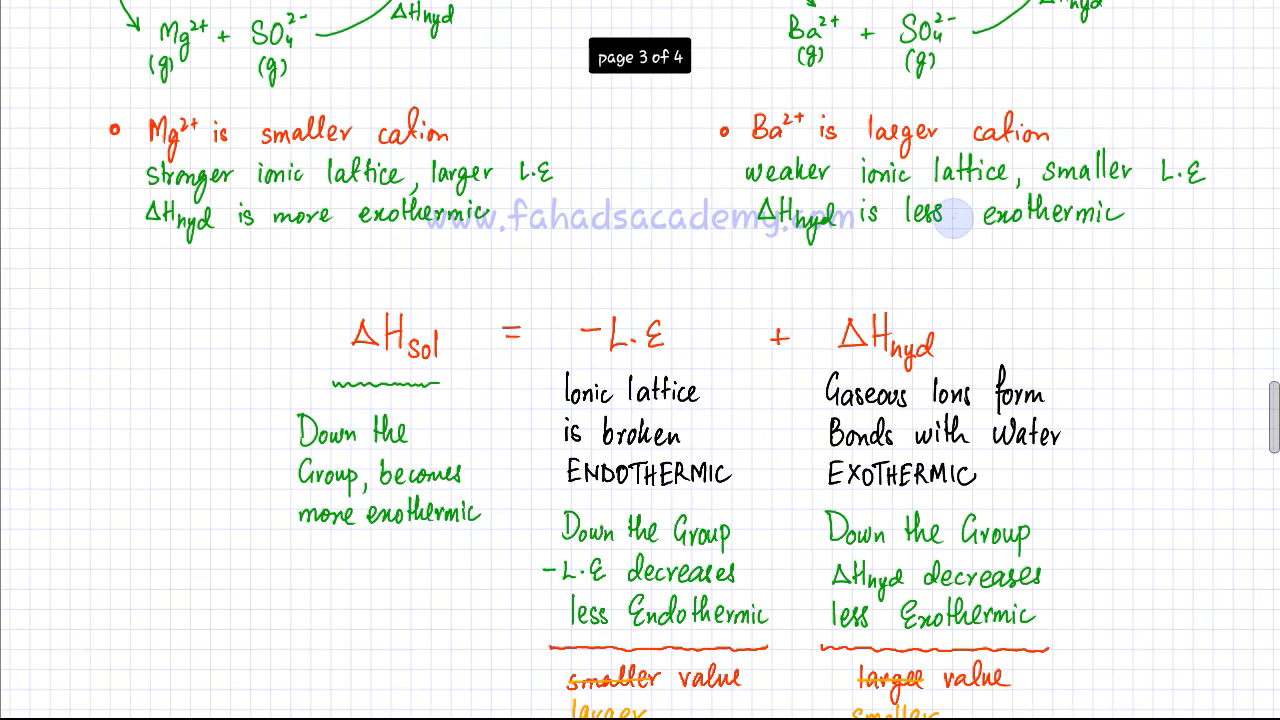 ΔHhyd
ΔHhyd
Mg²⁺ + SO₄²⁻
(g) (g)
Ba²⁺ + SO₄²⁻
(g) (g)
page 3 of 4
• Mg²⁺ is smaller cation
stronger ionic lattice, larger L.E
ΔHhyd is more exothermic
• Ba²⁺ is larger cation
weaker ionic lattice, smaller L.E
ΔHhyd is less exothermic
www.fahadsacademy.com
ΔHsol = -L.E + ΔHhyd
Down the
Group, becomes
more exothermic
Ionic lattice
is broken
ENDOTHERMIC
Down the Group
-L.E decreases
less Endothermic
smaller value
larger
Gaseous Ions form
Bonds with Water
EXOTHERMIC
Down the Group
ΔHhyd decreases
less Exothermic
larger value
smaller